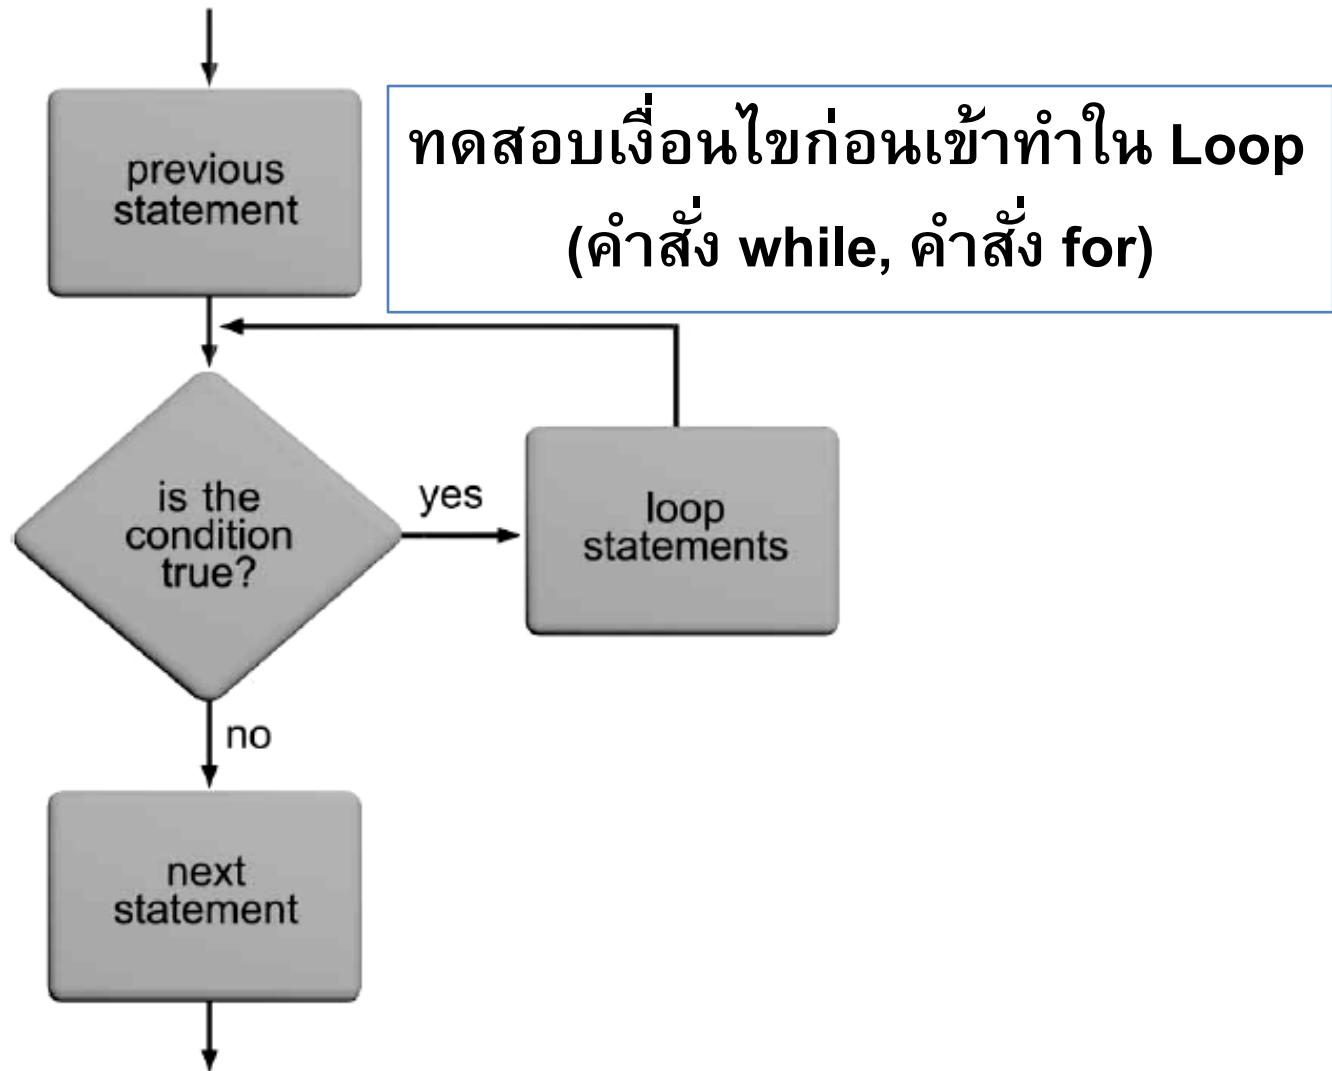 previous
statement
ทดสอบเงื่อนไขก่อนเข้าทำใน Loop
(คำสั่ง while, คำสั่ง for)
is the
condition
true?
yes
loop
statements
no
next
statement